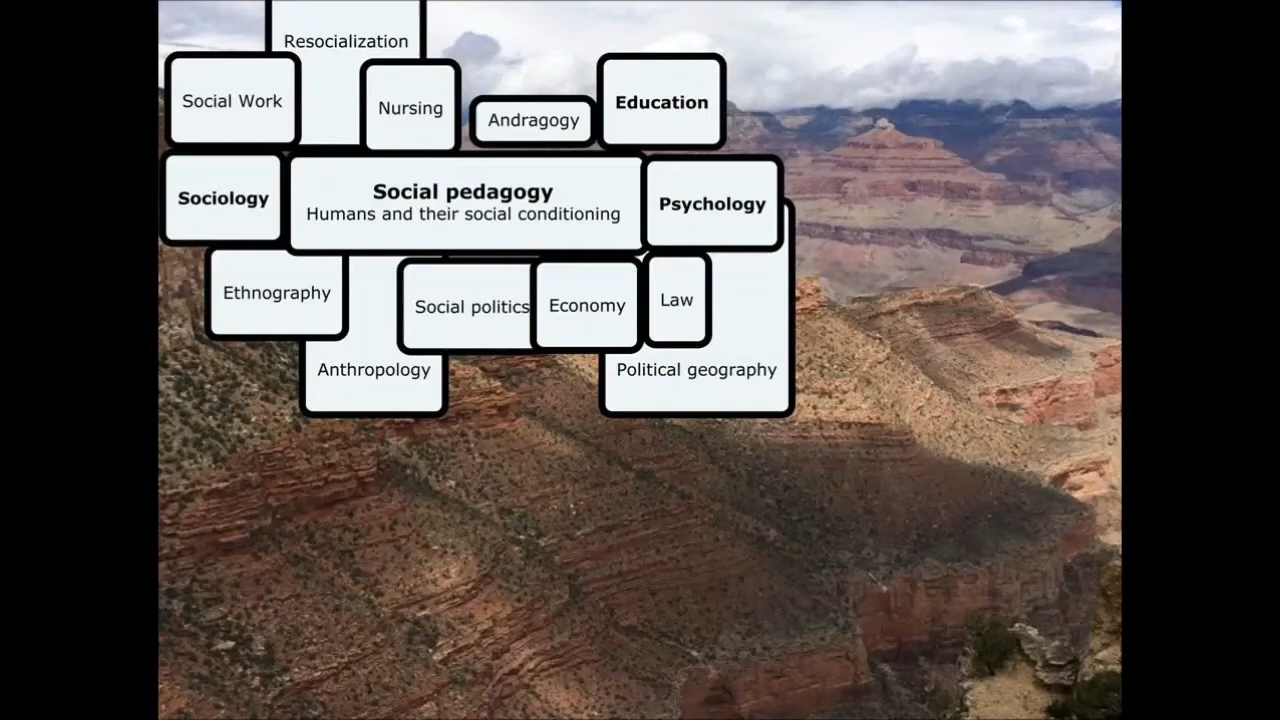 Resocialization
Social Work
Nursing
Andragogy
Education
Sociology
Social pedagogy
Humans and their social conditioning
Psychology
Ethnography
Social politics
Economy
Law
Anthropology
Political geography